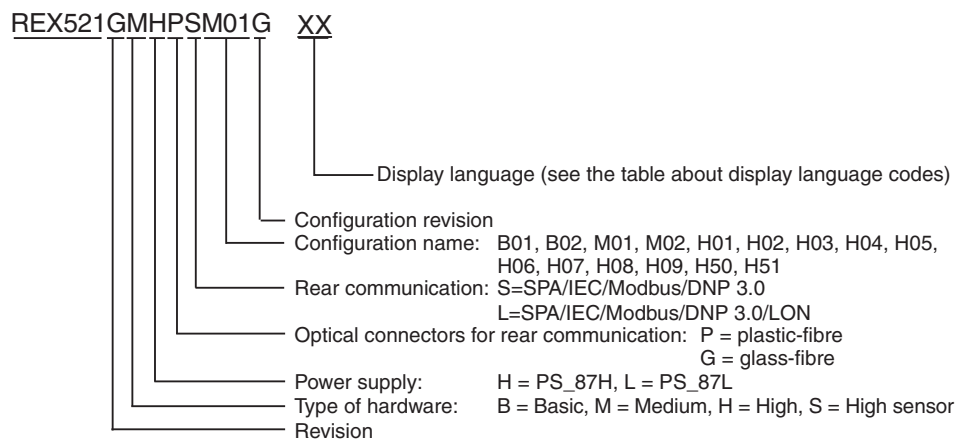 REX521GMHPSM01G XX
Display language (see the table about display language codes)
Configuration revision
Configuration name: B01, B02, M01, M02, H01, H02, H03, H04, H05,
H06, H07, H08, H09, H50, H51
Rear communication: S=SPA/IEC/Modbus/DNP 3.0
L=SPA/IEC/Modbus/DNP 3.0/LON
Optical connectors for rear communication: P = plastic-fibre
G = glass-fibre
Power supply: H = PS_87H, L = PS_87L
Type of hardware: B = Basic, M = Medium, H = High, S = High sensor
Revision